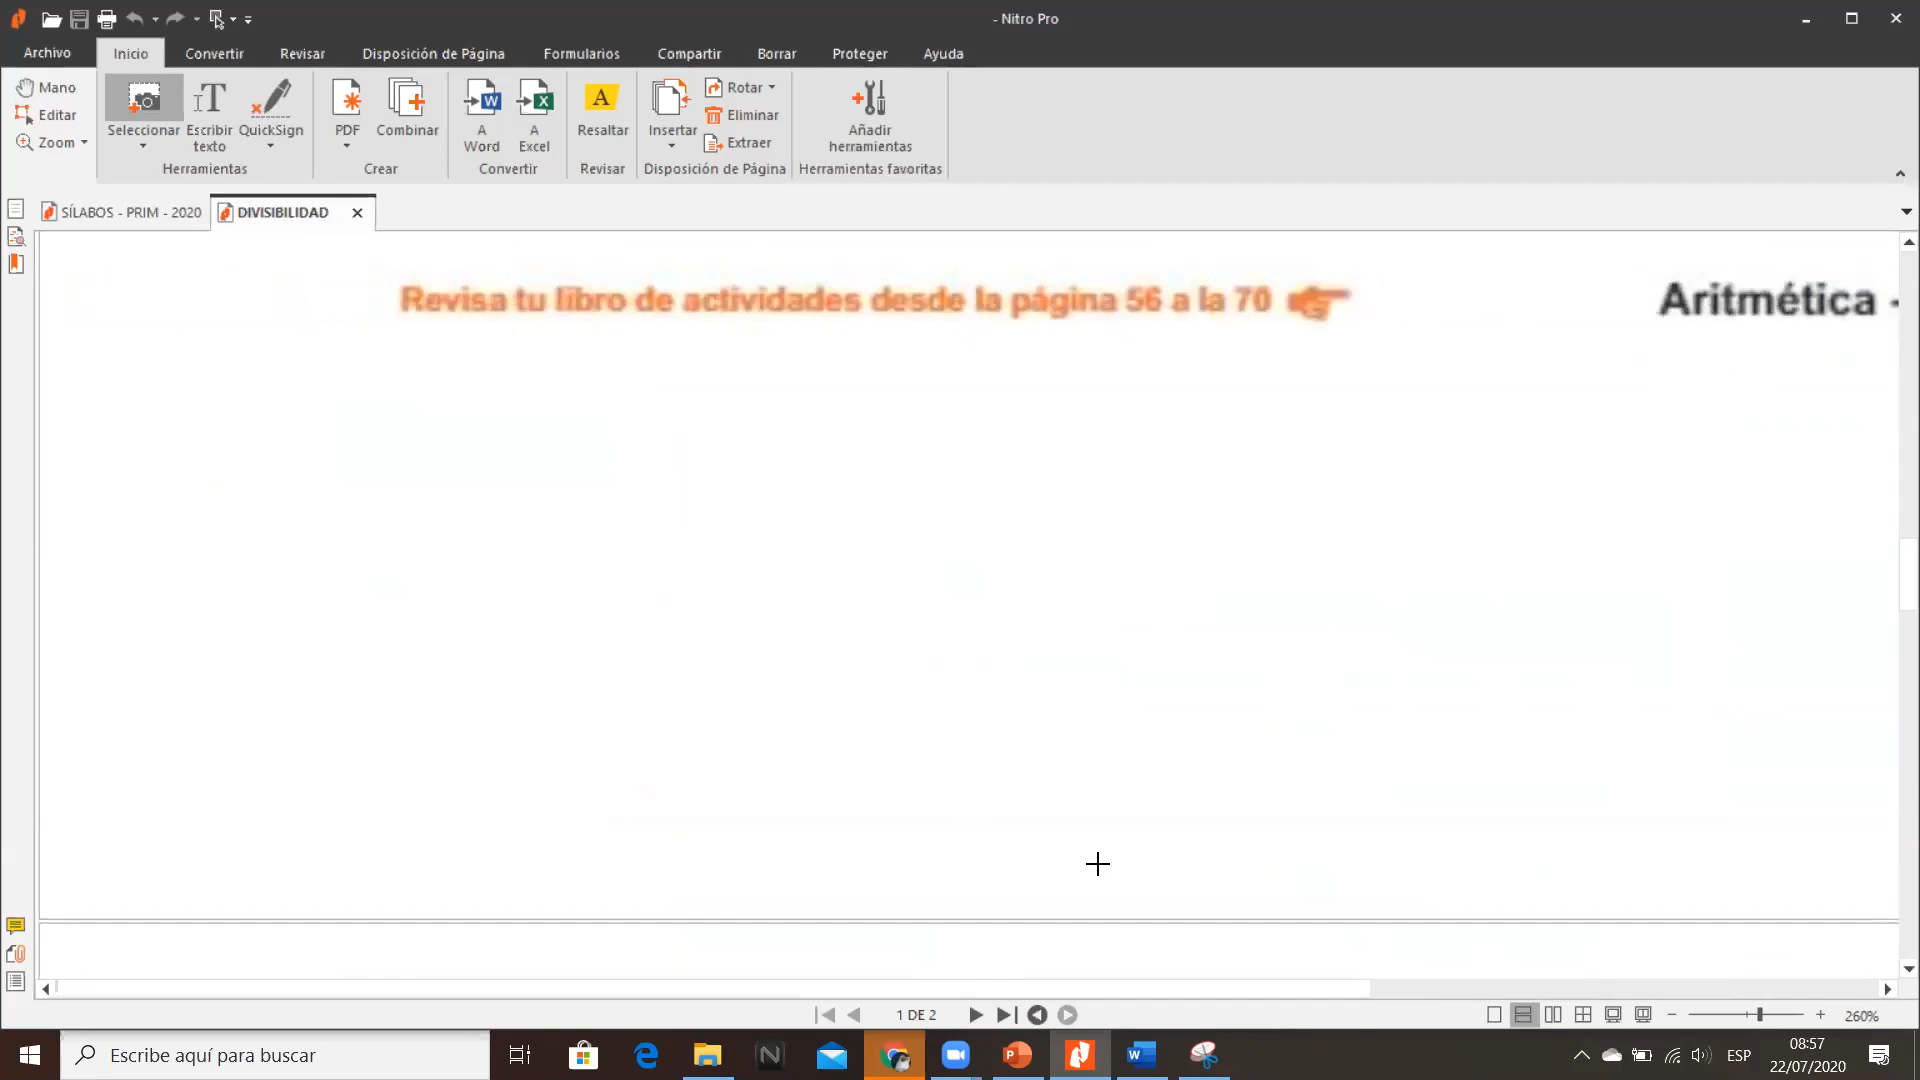 - Nitro Pro
Archivo Inicio Convertir Revisar Disposición de Página Formularios Compartir Borrar Proteger Ayuda
Mano
Editar
Zoom
Seleccionar
Escribir texto
QuickSign
Herramientas
PDF
Combinar
Crear
A Word
A Excel
Convertir
Resaltar
Revisar
Insertar
Rotar
Eliminar
Extraer
Disposición de Página
Añadir herramientas
Herramientas favoritas
SÍLABOS - PRIM - 2020
DIVISIBILIDAD
Revisa tu libro de actividades desde la página 56 a la 70
Aritmética -
1 DE 2
260%
Escribe aquí para buscar
ESP
08:57
22/07/2020